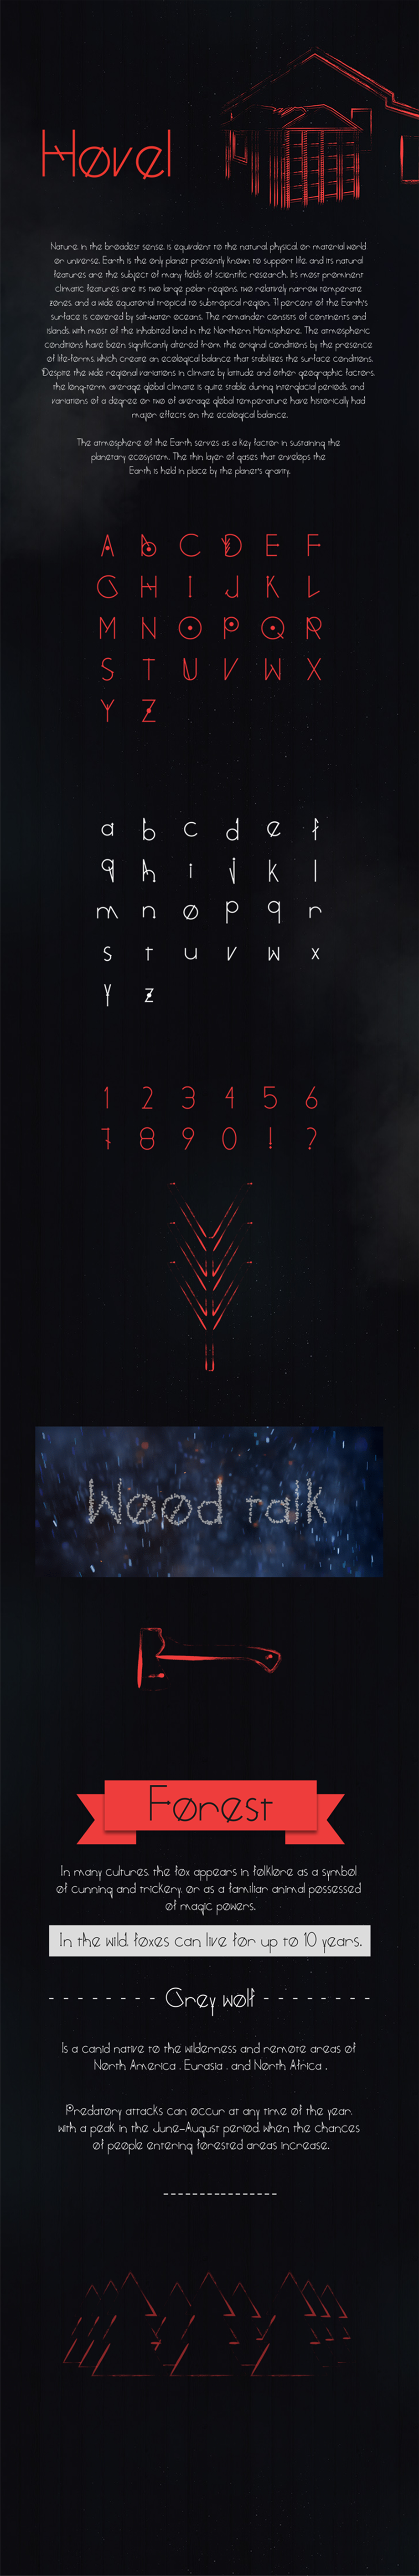 Høvel
Nature, in the broadest sense, is equivalent to the natural, physical, or material world
or universe. Earth is the only planet presently known to support life, and its natural
features are the subject of many fields of scientific research. Its most prominent
climatic features are its two large polar regions, two relatively narrow temperate
zones, and a wide equatorial tropical to subtropical region. 71 percent of the Earth's
surface is covered by salt-water oceans. The remainder consists of continents and
islands, with most of the inhabited land in the Northern Hemisphere. The atmospheric
conditions have been significantly altered from the original conditions by the presence
of life-forms, which create an ecological balance that stabilizes the surface conditions.
Despite the wide regional variations in climate by latitude and other geographic factors,
the long-term average global climate is quite stable during interglacial periods, and
variations of a degree or two of average global temperature have historically had
major effects on the ecological balance.
The atmosphere of the Earth serves as a key factor in sustaining the
planetary ecosystem. The thin layer of gases that envelops the
Earth is held in place by the planet's gravity.
A b C D E F
G H I J K L
M N O P Q R
S T U V W X
Y Z
a b c d e f
g h i j k l
m n ø p q r
s t u v w x
y z
1 2 3 4 5 6
7 8 9 0 ! ?
Wood talk
Førest
In many cultures, the fox appears in folklore as a symbol
of cunning and trickery, or as a familiar animal possessed
of magic powers.
In the wild, foxes can live for up to 10 years.
Grey wolf
Is a canid native to the wilderness and remote areas of
North America , Eurasia , and North Africa .
Predatory attacks can occur at any time of the year,
with a peak in the June-August period, when the chances
of people entering forested areas increase.